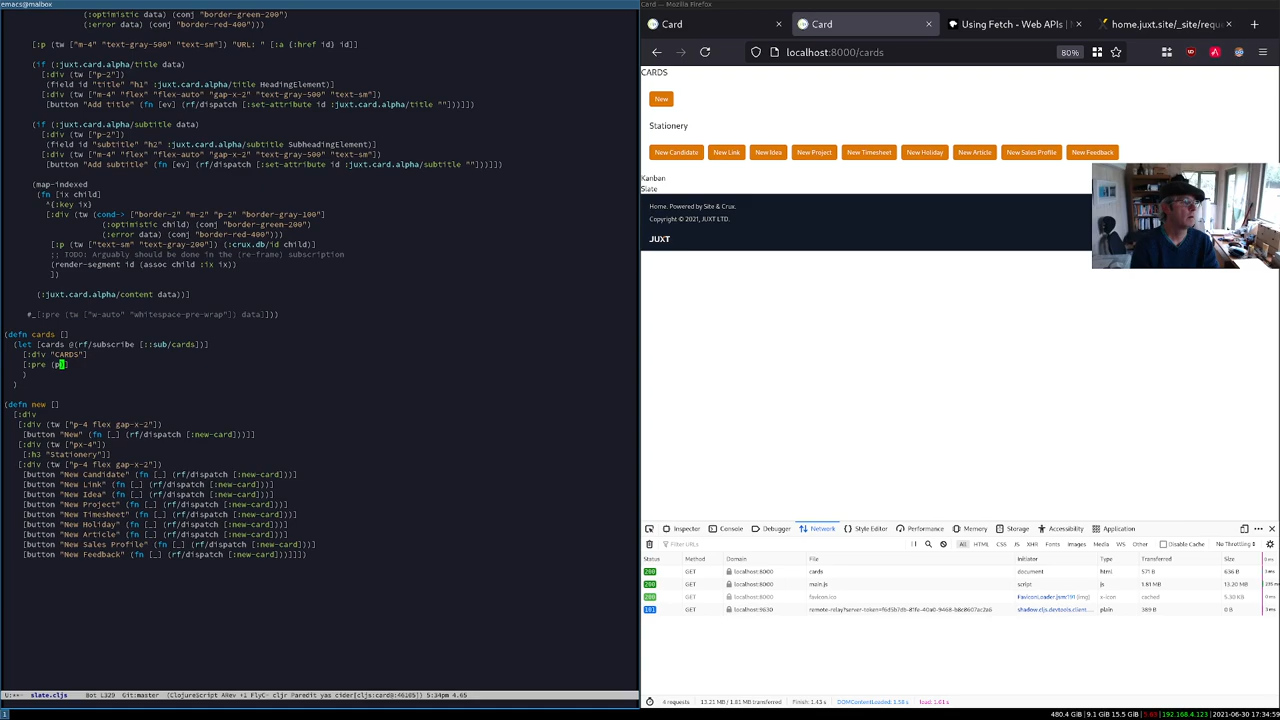 emacs@malbox
(:optimistic data) (conj "border-green-200")
(:error data) (conj "border-red-400")))
[:p (tw ["m-4" "text-gray-500" "text-sm"]) "URL: " [:a {:href id} id]]
(if (:juxt.card.alpha/title data)
[:div (tw ["p-2"])
(field id "title" "h1" :juxt.card.alpha/title HeadingElement)]
[:div (tw ["m-4" "flex" "flex-auto" "gap-x-2" "text-gray-500" "text-sm"])
[button "Add title" (fn [ev] (rf/dispatch [:set-attribute id :juxt.card.alpha/title ""]))]])
(if (:juxt.card.alpha/subtitle data)
[:div (tw ["p-2"])
(field id "subtitle" "h2" :juxt.card.alpha/subtitle SubheadingElement)]
[:div (tw ["m-4" "flex" "flex-auto" "gap-x-2" "text-gray-500" "text-sm"])
[button "Add subtitle" (fn [ev] (rf/dispatch [:set-attribute id :juxt.card.alpha/subtitle ""]))]])
(map-indexed
(fn [ix child]
^{:key ix}
[:div (tw (cond-> ["border-2" "m-2" "p-2" "border-gray-100"]
(:optimistic child) (conj "border-green-200")
(:error data) (conj "border-red-400")))
[:p (tw ["text-sm" "text-gray-200"]) (:crux.db/id child)]
;; TODO: Arguably should be done in the (re-frame) subscription
(render-segment id (assoc child :ix ix))
])
(:juxt.card.alpha/content data))]
#_[:pre (tw ["w-auto" "whitespace-pre-wrap"]) data]))
(defn cards []
(let [cards @(rf/subscribe [::sub/cards])]
[:div "CARDS"]
[:pre (p)]
)
)
(defn new []
[:div
[:div (tw ["p-4 flex gap-x-2"])
[button "New" (fn [_] (rf/dispatch [:new-card]))]]
[:div (tw ["px-4"])
[:h3 "Stationery"]]
[:div (tw ["p-4 flex gap-x-2"])
[button "New Candidate" (fn [_] (rf/dispatch [:new-card]))]
[button "New Link" (fn [_] (rf/dispatch [:new-card]))]
[button "New Idea" (fn [_] (rf/dispatch [:new-card]))]
[button "New Project" (fn [_] (rf/dispatch [:new-card]))]
[button "New Timesheet" (fn [_] (rf/dispatch [:new-card]))]
[button "New Holiday" (fn [_] (rf/dispatch [:new-card]))]
[button "New Article" (fn [_] (rf/dispatch [:new-card]))]
[button "New Sales Profile" (fn [_] (rf/dispatch [:new-card]))]
[button "New Feedback" (fn [_] (rf/dispatch [:new-card]))]]])
U:**- slate.cljs Bot L329 Git:master (ClojureScript ARev +1 FlyC- cljr Paredit yas cider[cljs:card@:46105]) 5:34pm 4.65
Card — Mozilla Firefox
Card × Card × Using Fetch - Web APIs | × home.juxt.site/_site/requ × +
localhost:8000/cards 80%
CARDS
New
Stationery
New Candidate New Link New Idea New Project New Timesheet New Holiday New Article New Sales Profile New Feedback
Kanban
Slate
Home. Powered by Site & Crux.
Copyright © 2021, JUXT LTD.
JUXT
Inspector Console Debugger Network Style Editor Performance Memory Storage Accessibility Application
Filter URLs All HTML CSS JS XHR Fonts Images Media WS Other Disable Cache No Throttling
Status Method Domain File Initiator Type Transferred Size
200 GET localhost:8000 cards document html 571 B 636 B
200 GET localhost:8000 main.js script js 1.81 MB 13.20 MB
200 GET localhost:8000 favicon.ico FaviconLoader.jsm:191 (img) x-icon cached 5.30 KB
101 GET localhost:9630 shadow.cljs.devtools.client... plain 389 B 0 B
4 requests 13.21 MB / 1.81 MB transferred Finish: 1.43 s DOMContentLoaded: 1.58 s load: 1.01 s
1 480.4 GiB | 9.1 GiB 15.5 GiB | 192.168.4.123 | 2021-06-30 17:34:59